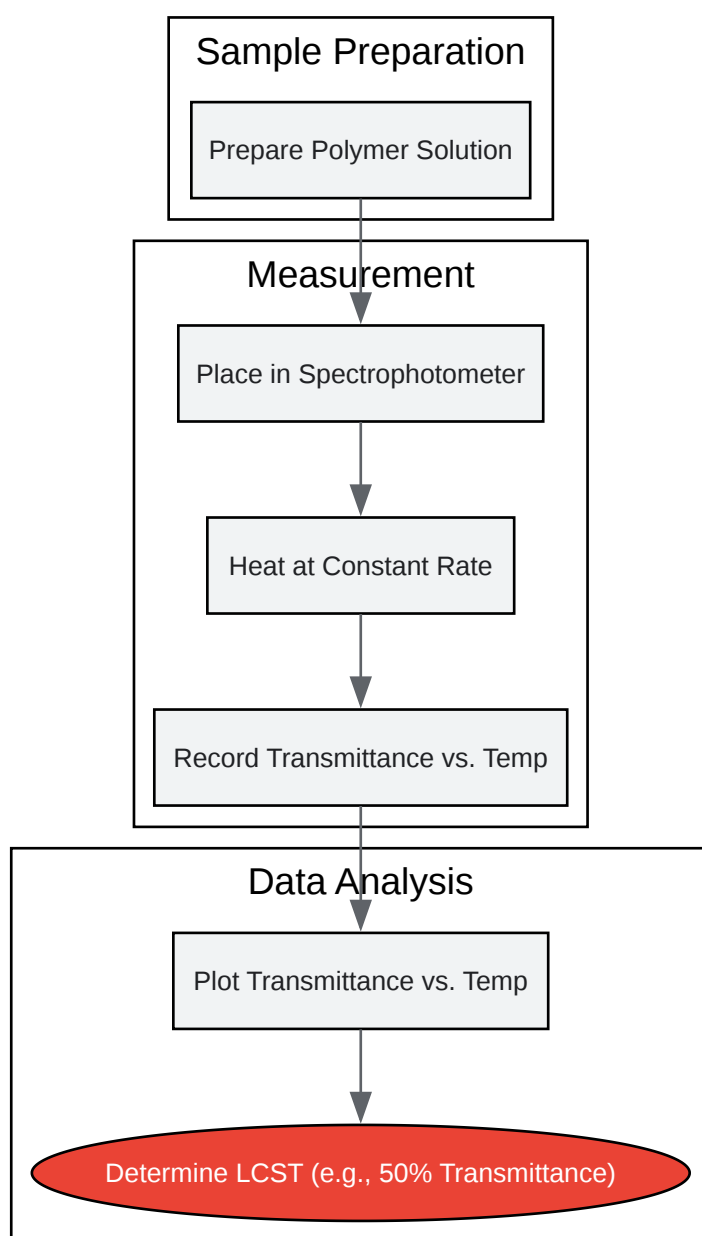 Sample Preparation
Prepare Polymer Solution
Measurement
Place in Spectrophotometer
Heat at Constant Rate
Record Transmittance vs. Temp
Data Analysis
Plot Transmittance vs. Temp
Determine LCST (e.g., 50% Transmittance)